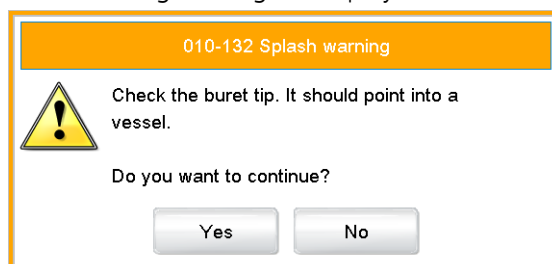 010-132 Splash warning
Check the buret tip. It should point into a
vessel.
Do you want to continue?
Yes
No